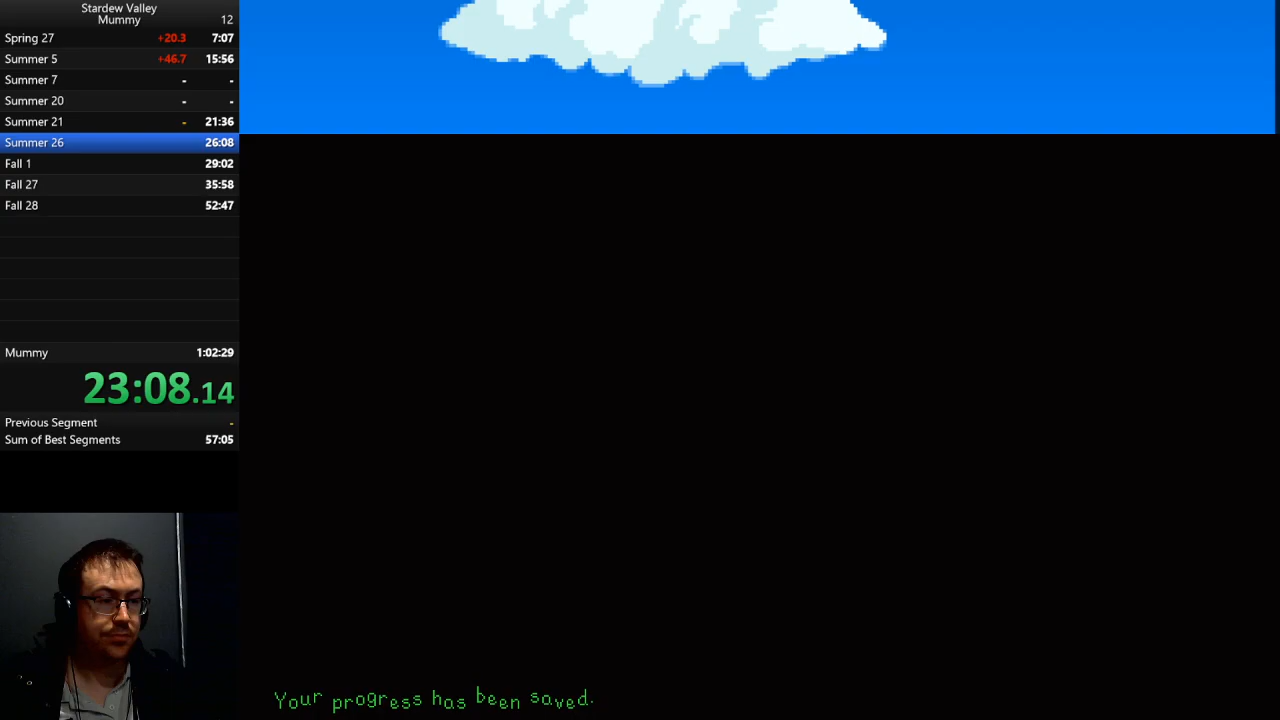 Stardew Valley
Mummy 12
Spring 27 +20.3 7:07
Summer 5 +46.7 15:56
Summer 7 - -
Summer 20 - -
Summer 21 - 21:36
Summer 26 26:08
Fall 1 29:02
Fall 27 35:58
Fall 28 52:47
Mummy 1:02:29
23:08.14
Previous Segment -
Sum of Best Segments 57:05
Your progress has been saved.